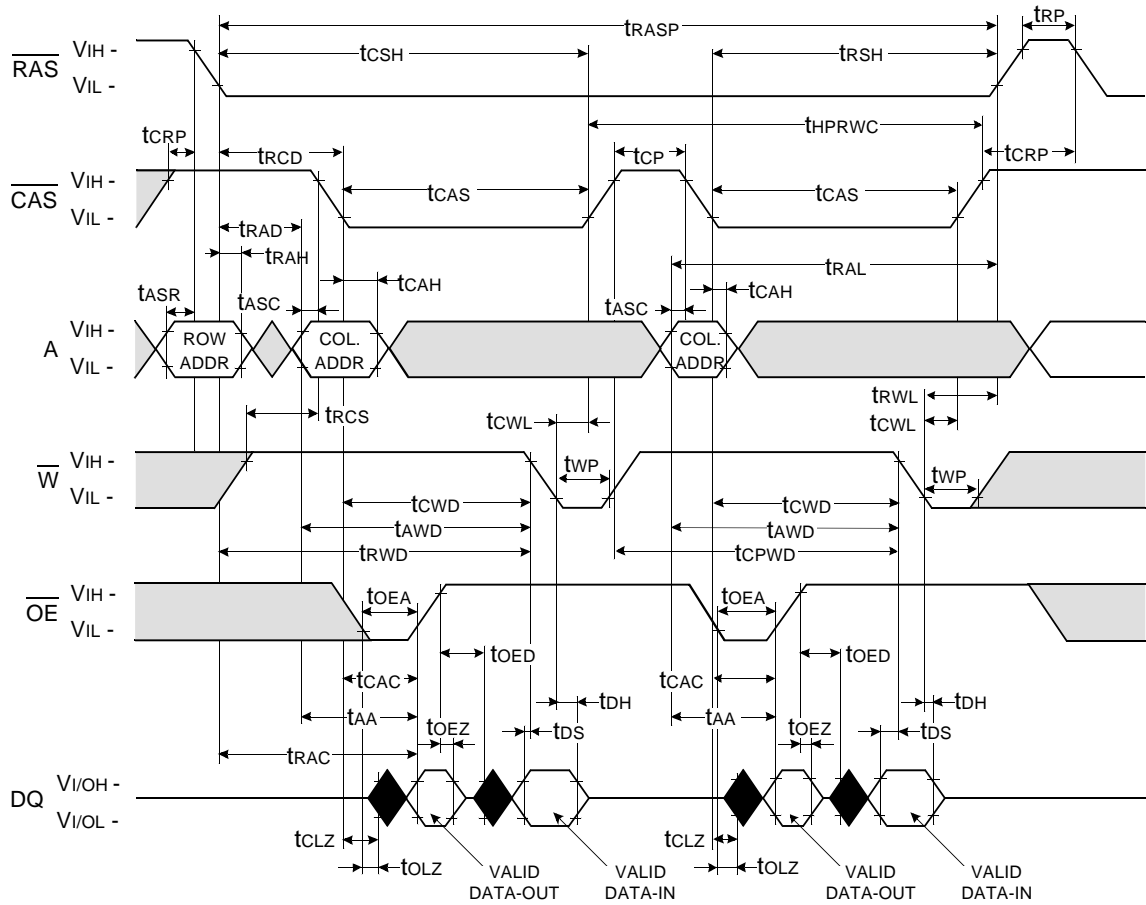 tRASP
tRP
tCSH
tRSH
RAS
VIH -
VIL -
tHPRWC
tCRP
tRCD
tCP
tCRP
CAS
VIH -
VIL -
tCAS
tCAS
tRAD
tRAH
tRAL
tCAH
tCAH
tASR
tASC
tASC
A
VIH -
VIL -
ROW
ADDR
COL.
ADDR
COL.
ADDR
tRWL
tRCS
tCWL
tCWL
W
VIH -
VIL -
tWP
tWP
tCWD
tCWD
tAWD
tAWD
tRWD
tCPWD
OE
VIH -
VIL -
tOEA
tOEA
tOED
tOED
tCAC
tCAC
tDH
tDH
tAA
tOEZ
tDS
tAA
tOEZ
tDS
tRAC
DQ
VI/OH -
VI/OL -
tCLZ
tCLZ
tOLZ
tOLZ
VALID
DATA-OUT
VALID
DATA-IN
VALID
DATA-OUT
VALID
DATA-IN